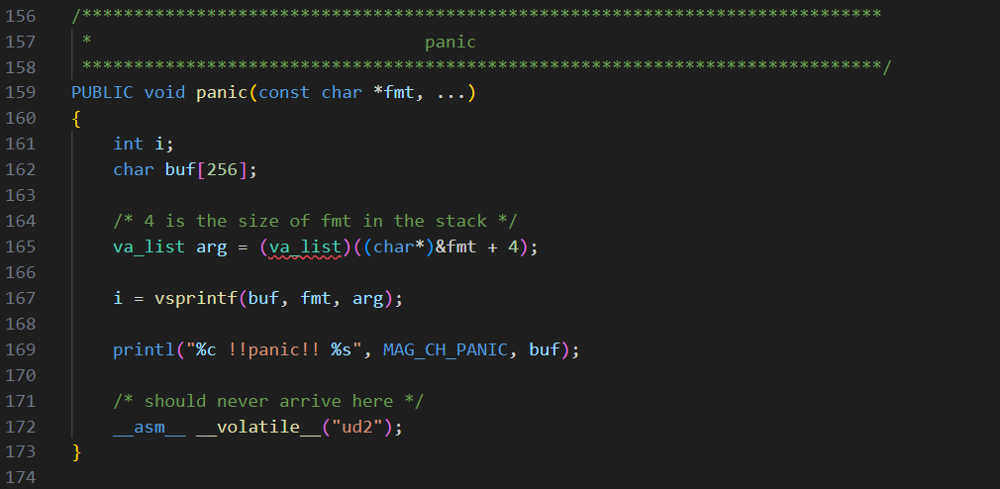 156 /******************************************************************************
157  *                                panic
158  ******************************************************************************/
159 PUBLIC void panic(const char *fmt, ...)
160 {
161     int i;
162     char buf[256];
163
164     /* 4 is the size of fmt in the stack */
165     va_list arg = (va_list)((char*)&fmt + 4);
166
167     i = vsprintf(buf, fmt, arg);
168
169     printl("%c !!panic!! %s", MAG_CH_PANIC, buf);
170
171     /* should never arrive here */
172     __asm__ __volatile__("ud2");
173 }
174